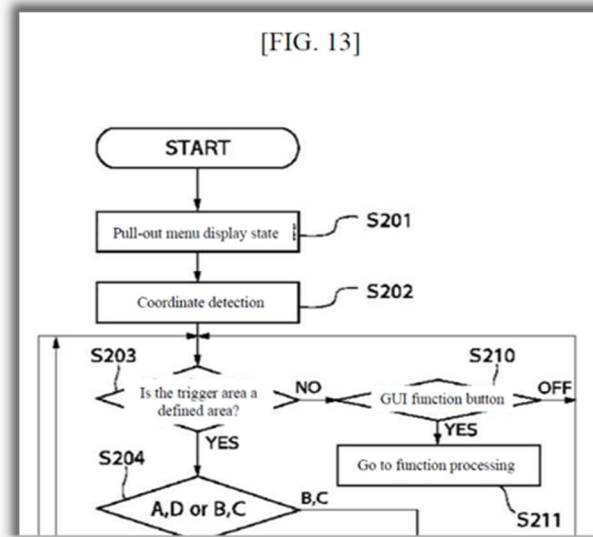 [FIG. 13]
START
Pull-out menu display state
S201
Coordinate detection
S202
S203
Is the trigger area a
defined area?
NO
YES
S210
GUI function button
OFF
YES
Go to function processing
S211
S204
A,D or B,C
B,C